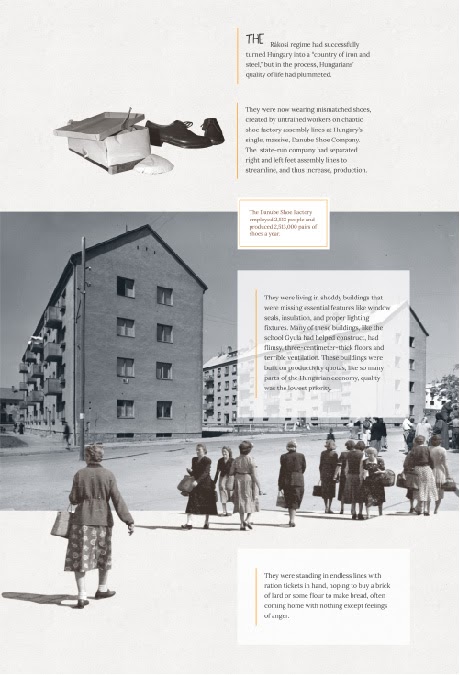 THE Rákosi regime had successfully
turned Hungary into a "country of iron and
steel," but in the process, Hungarians'
quality of life had plummeted.
They were now wearing mismatched shoes,
created by untrained workers on chaotic
shoe factory assembly lines at Hungary's
single, massive, Danube Shoe Company.
The state-run company had separated
right and left feet assembly lines to
streamline, and thus increase, production.
The Danube Shoe factory
employed people and
produced pairs of
shoes a year.
They were living in shoddy buildings that
were missing essential features like window
seals, insulation, and proper lighting
fixtures. Many of these buildings, like the
school Gyula had helped construct, had
flimsy, three-centimeter-thick floors and
terrible ventilation. These buildings were
built on productivity quotas; like so many
parts of the Hungarian economy, quality
was the lowest priority.
They were standing in endless lines with
ration tickets in hand, hoping to buy a brick
of lard or some flour to make bread, often
coming home with nothing except feelings
of anger.